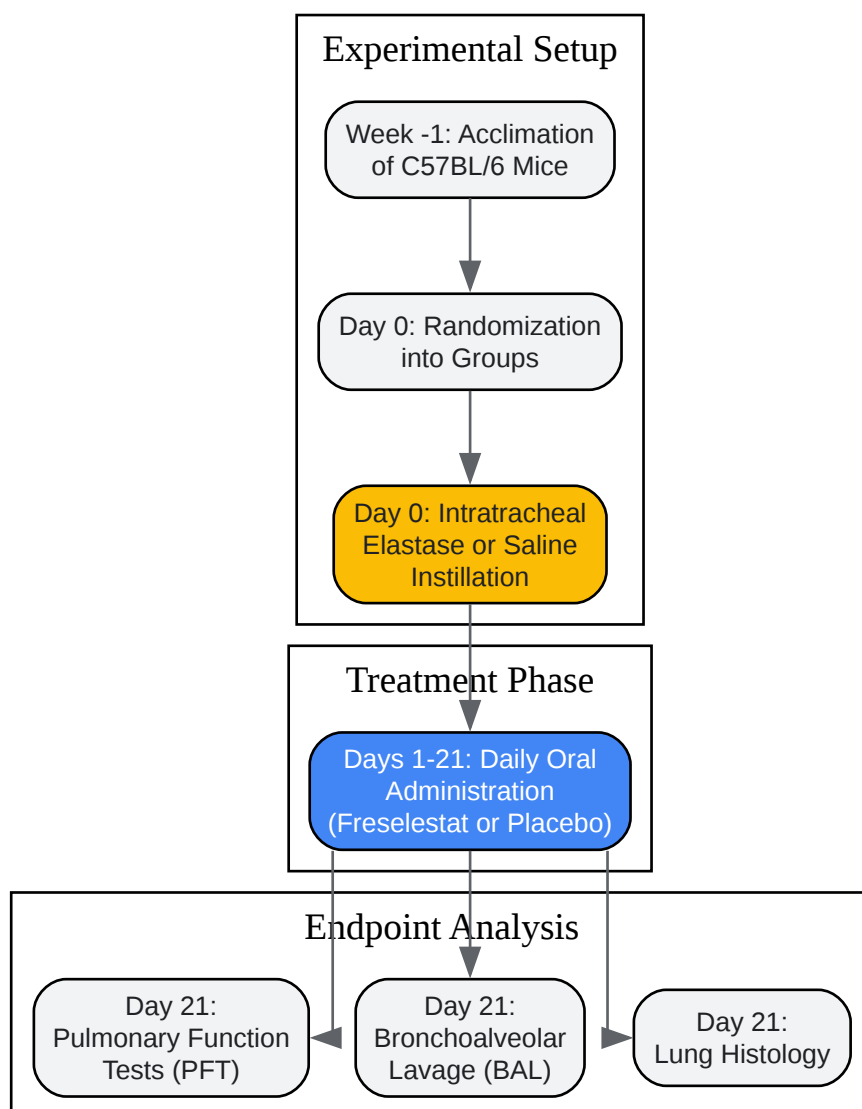 Experimental Setup
Week -1: Acclimation
of C57BL/6 Mice
Day 0: Randomization
into Groups
Day 0: Intratracheal
Elastase or Saline
Instillation
Treatment Phase
Days 1-21: Daily Oral
Administration
(Freselestat or Placebo)
Endpoint Analysis
Day 21:
Pulmonary Function
Tests (PFT)
Day 21:
Bronchoalveolar
Lavage (BAL)
Day 21:
Lung Histology